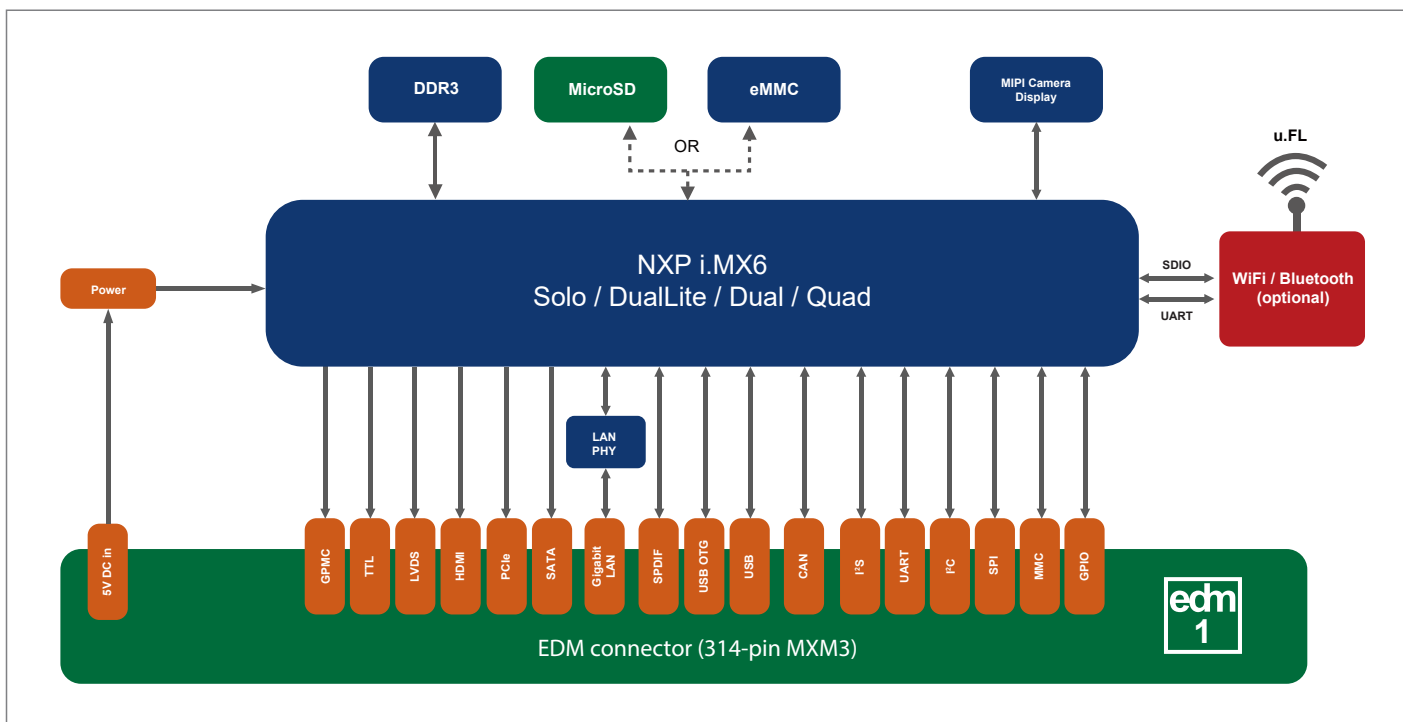 DDR3
MicroSD
eMMC
MIPI Camera
Display
OR
u.FL
NXP i.MX6
Solo / DualLite / Dual / Quad
Power
SDIO
UART
WiFi / Bluetooth
(optional)
LAN
PHY
5V DC in
GPMC
TTL
LVDS
HDMI
PCIe
SATA
Gigabit
LAN
SPDIF
USB OTG
USB
CAN
I²S
UART
I²C
SPI
MMC
GPIO
edm
1
EDM connector (314-pin MXM3)